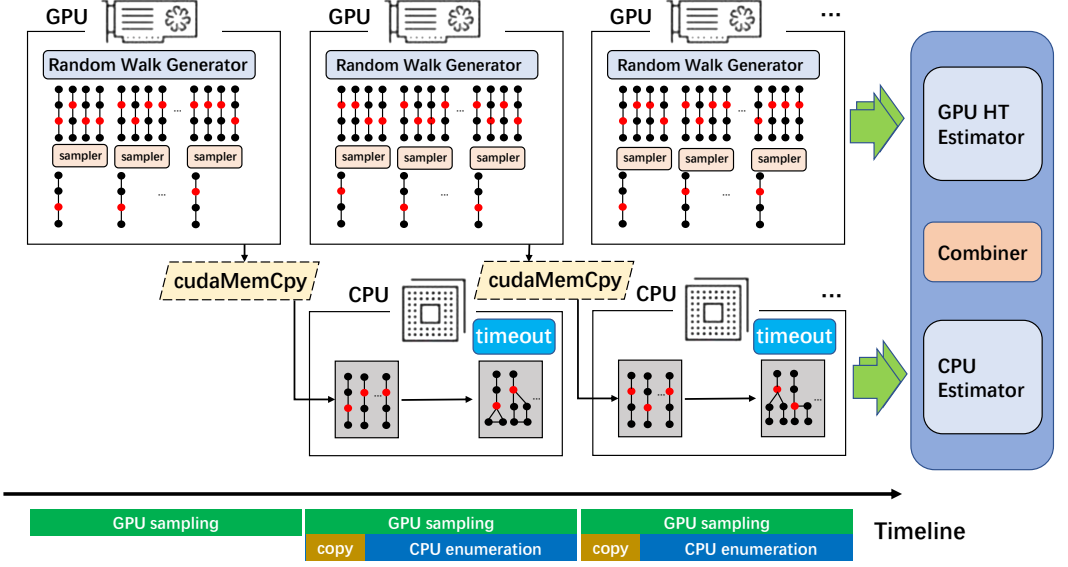 GPU
GPU
GPU
...
Random Walk Generator
Random Walk Generator
Random Walk Generator
...
...
...
sampler
sampler
sampler
sampler
sampler
sampler
sampler
sampler
sampler
...
...
...
GPU HT
Estimator
Combiner
CPU
Estimator
cudaMemCpy
cudaMemCpy
CPU
CPU
...
timeout
timeout
...
...
...
...
GPU sampling
GPU sampling
GPU sampling
copy
CPU enumeration
copy
CPU enumeration
Timeline